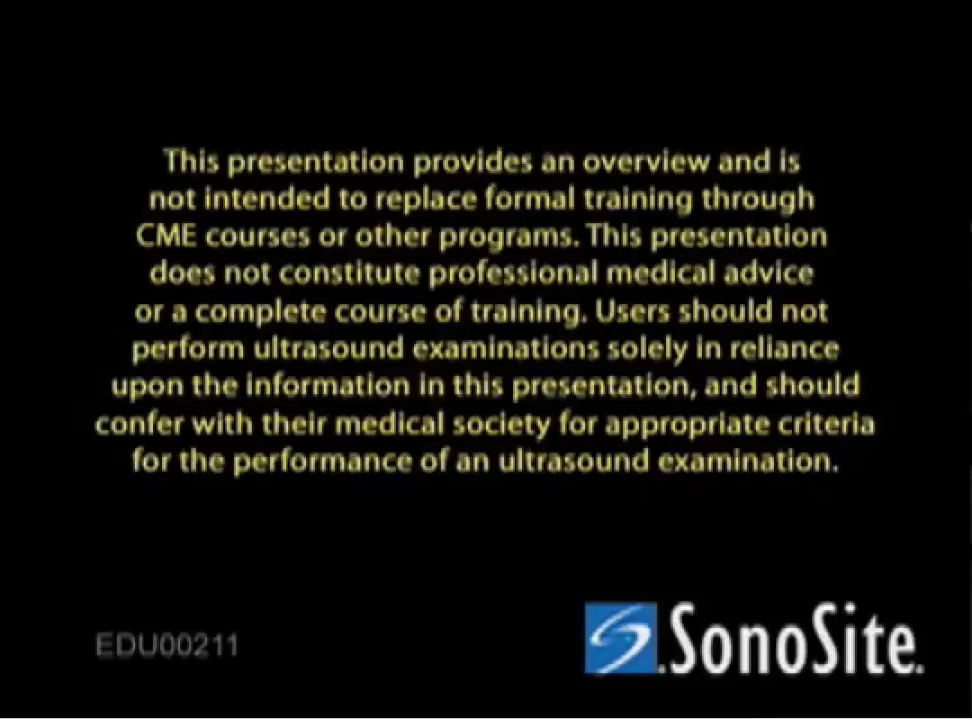 This presentation provides an overview and is
not intended to replace formal training through
CME courses or other programs. This presentation
does not constitute professional medical advice
or a complete course of training. Users should not
perform ultrasound examinations solely in reliance
upon the information in this presentation, and should
confer with their medical society for appropriate criteria
for the performance of an ultrasound examination.
EDU00211
SonoSite.